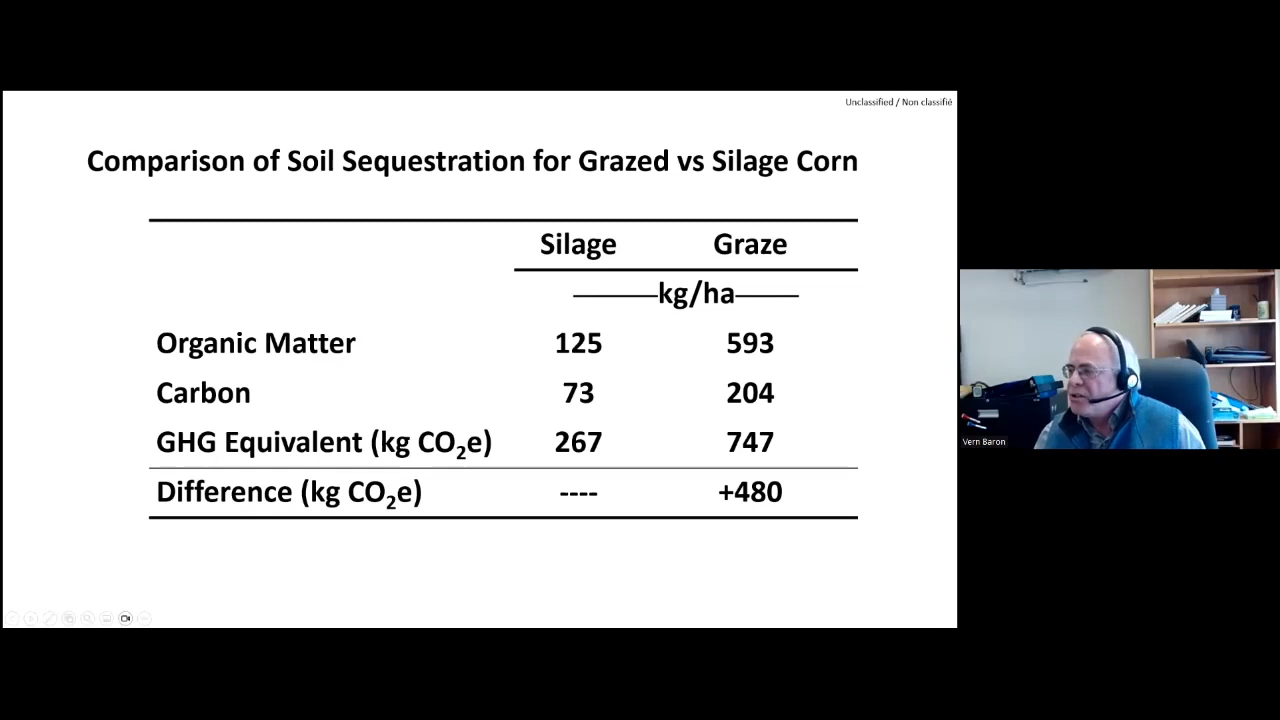 Unclassified / Non classifié
Comparison of Soil Sequestration for Grazed vs Silage Corn
Silage Graze
kg/ha
Organic Matter 125 593
Carbon 73 204
GHG Equivalent (kg CO₂e) 267 747
Difference (kg CO₂e) ---- +480
Vern Baron